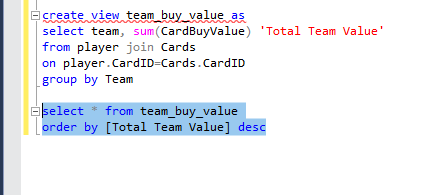 create view team_buy_value as
select team, sum(CardBuyValue) 'Total Team Value'
from player join Cards
on player.CardID=Cards.CardID
group by Team
select * from team_buy_value
order by [Total Team Value] desc